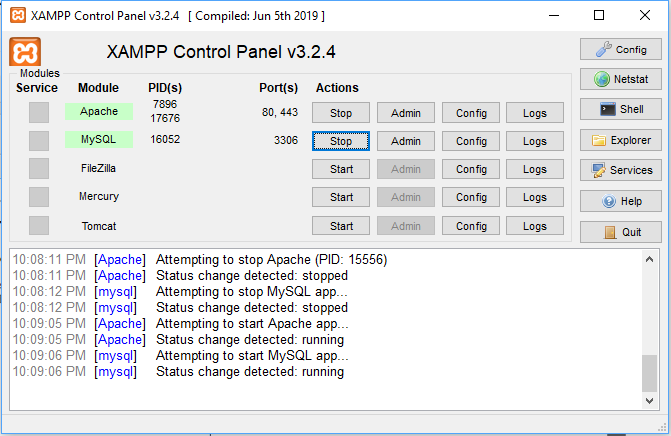 XAMPP Control Panel v3.2.4 [ Compiled: Jun 5th 2019 ]
XAMPP Control Panel v3.2.4
Config
Modules
Service Module PID(s) Port(s) Actions
Netstat
Apache 7896 17676 80, 443 Stop Admin Config Logs
Shell
MySQL 16052 3306 Stop Admin Config Logs
Explorer
FileZilla Start Admin Config Logs
Services
Mercury Start Admin Config Logs
Help
Tomcat Start Admin Config Logs
Quit
10:08:11 PM [Apache] Attempting to stop Apache (PID: 15556)
10:08:11 PM [Apache] Status change detected: stopped
10:08:12 PM [mysql] Attempting to stop MySQL app...
10:08:12 PM [mysql] Status change detected: stopped
10:09:05 PM [Apache] Attempting to start Apache app...
10:09:05 PM [Apache] Status change detected: running
10:09:06 PM [mysql] Attempting to start MySQL app...
10:09:06 PM [mysql] Status change detected: running